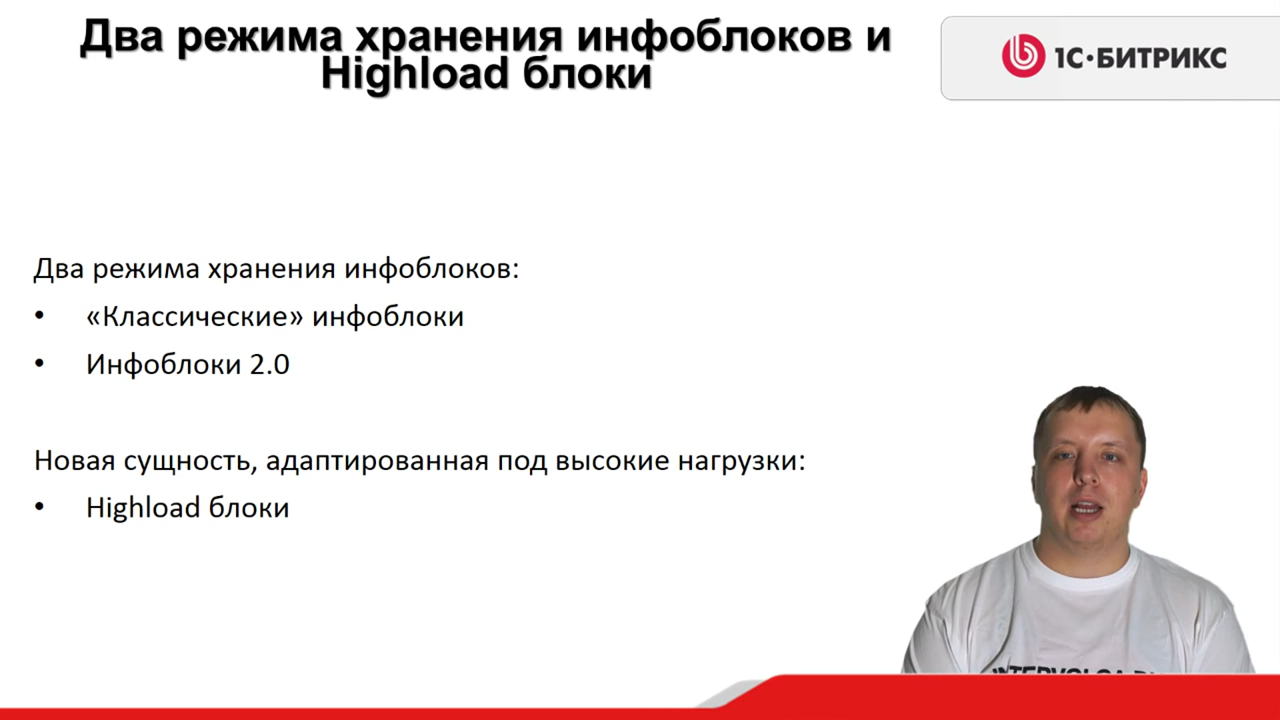 Два режима хранения инфоблоков и
Highload блоки
1С·БИТРИКС
Два режима хранения инфоблоков:
• «Классические» инфоблоки
• Инфоблоки 2.0
Новая сущность, адаптированная под высокие нагрузки:
• Highload блоки